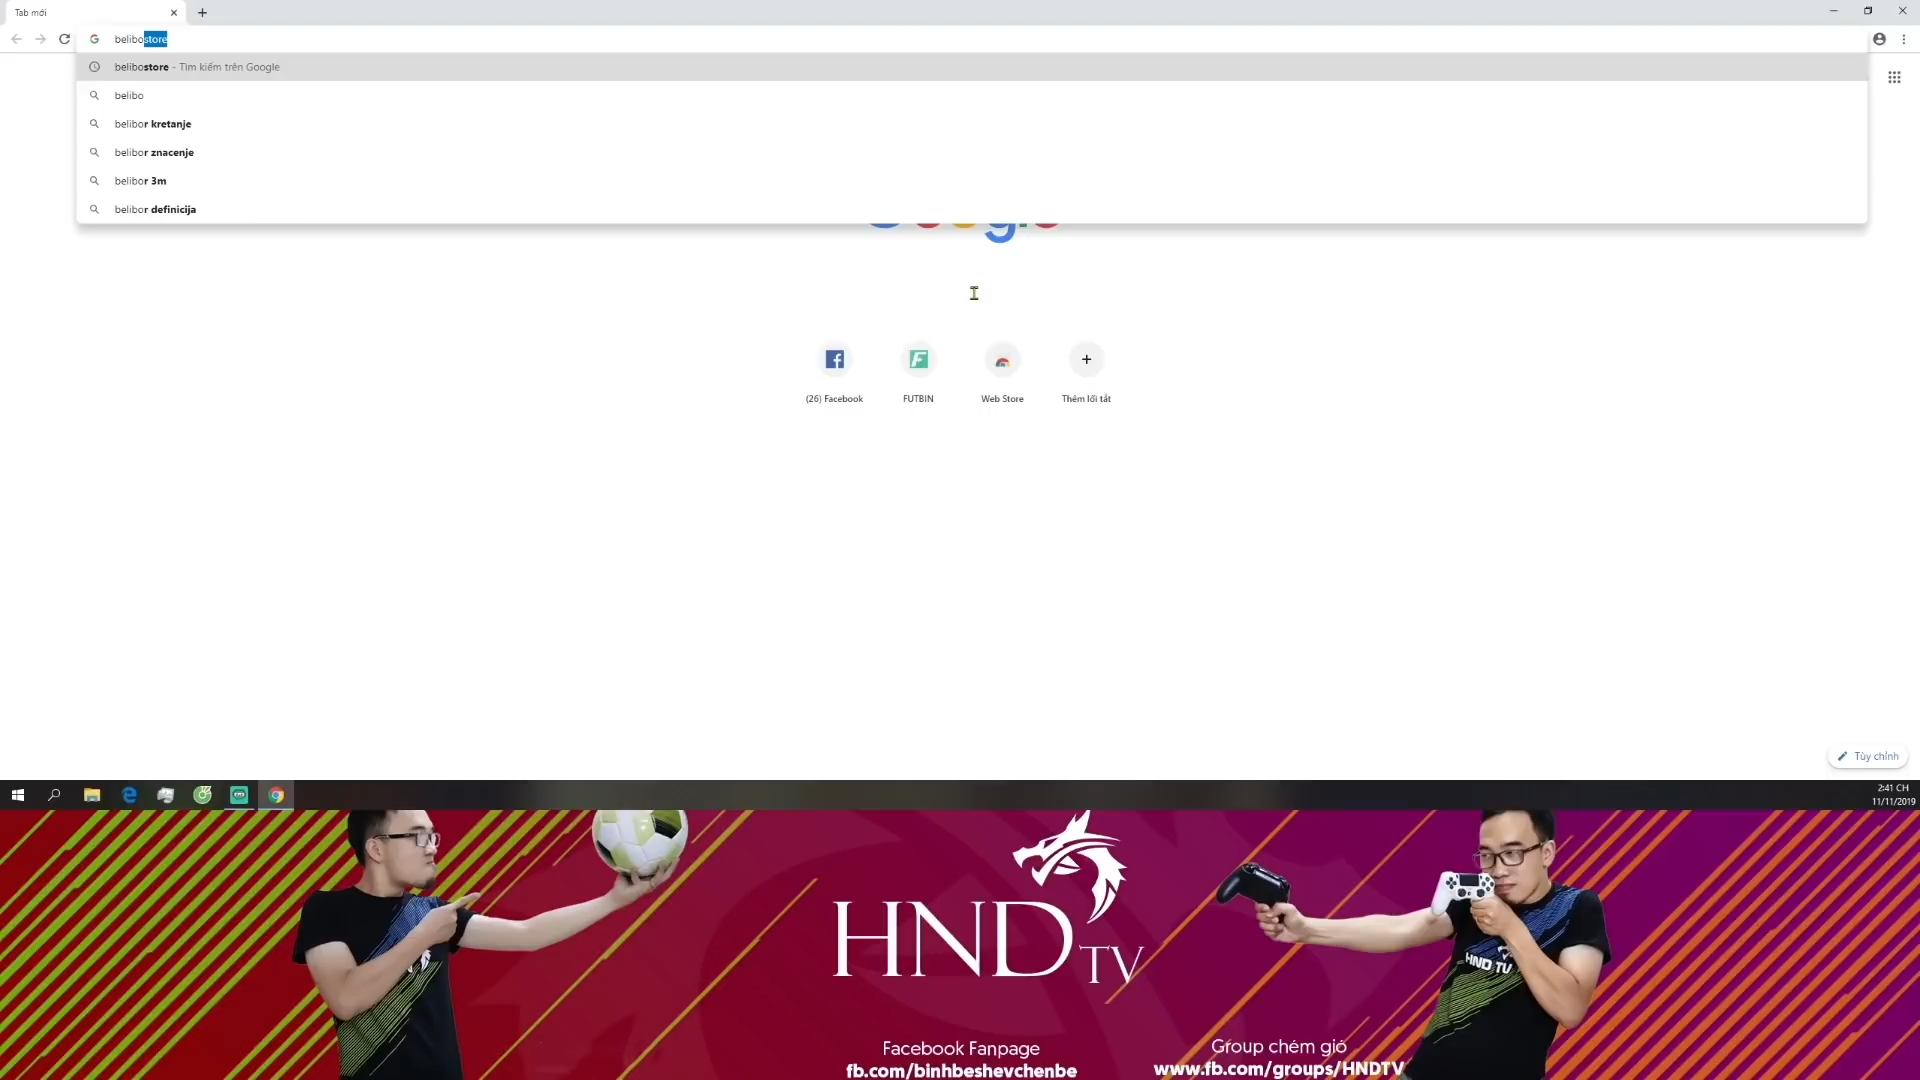 Tab mới
belibostore
belibostore - Tìm kiếm trên Google
belibo
belibor kretanje
belibor znacenje
belibor 3m
belibor definicija
(26) Facebook
FUTBIN
Web Store
Thêm lối tắt
Tùy chỉnh
2:41 CH
11/11/2019
HND TV
HND TV
Facebook Fanpage
fb.com/binhbeshevchenbe
Group chém gió
www.fb.com/groups/HNDTV